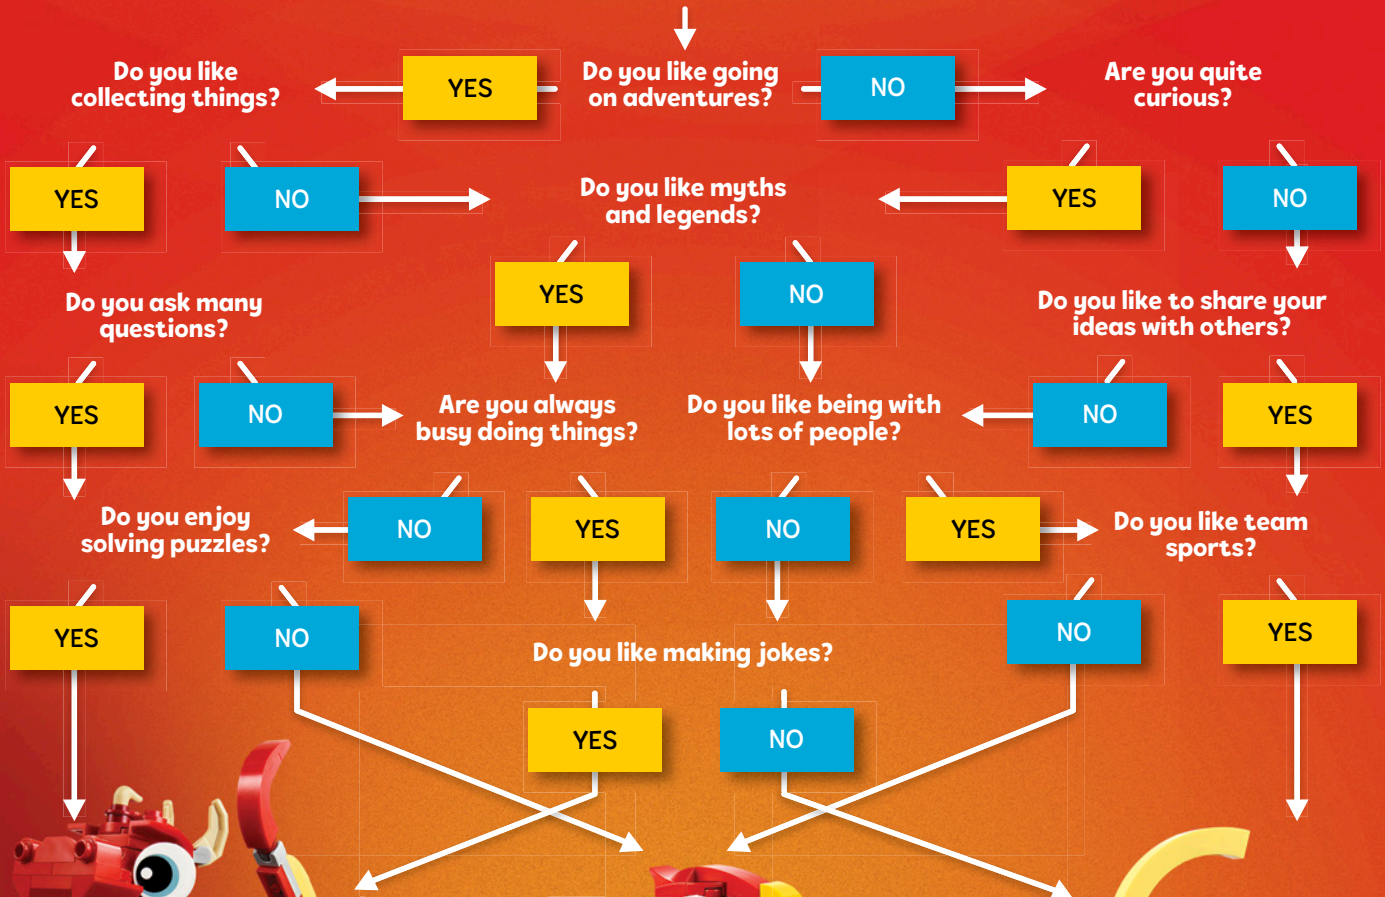 Do you like
collecting things?
YES
Do you like going
on adventures?
NO
Are you quite
curious?
YES
NO
Do you like myths
and legends?
YES
NO
YES
NO
Do you ask many
questions?
Do you like to share your
ideas with others?
YES
NO
Are you always
busy doing things?
Do you like being with
lots of people?
NO
YES
Do you enjoy
solving puzzles?
NO
YES
NO
YES
Do you like team
sports?
YES
NO
Do you like making jokes?
NO
YES
YES
NO